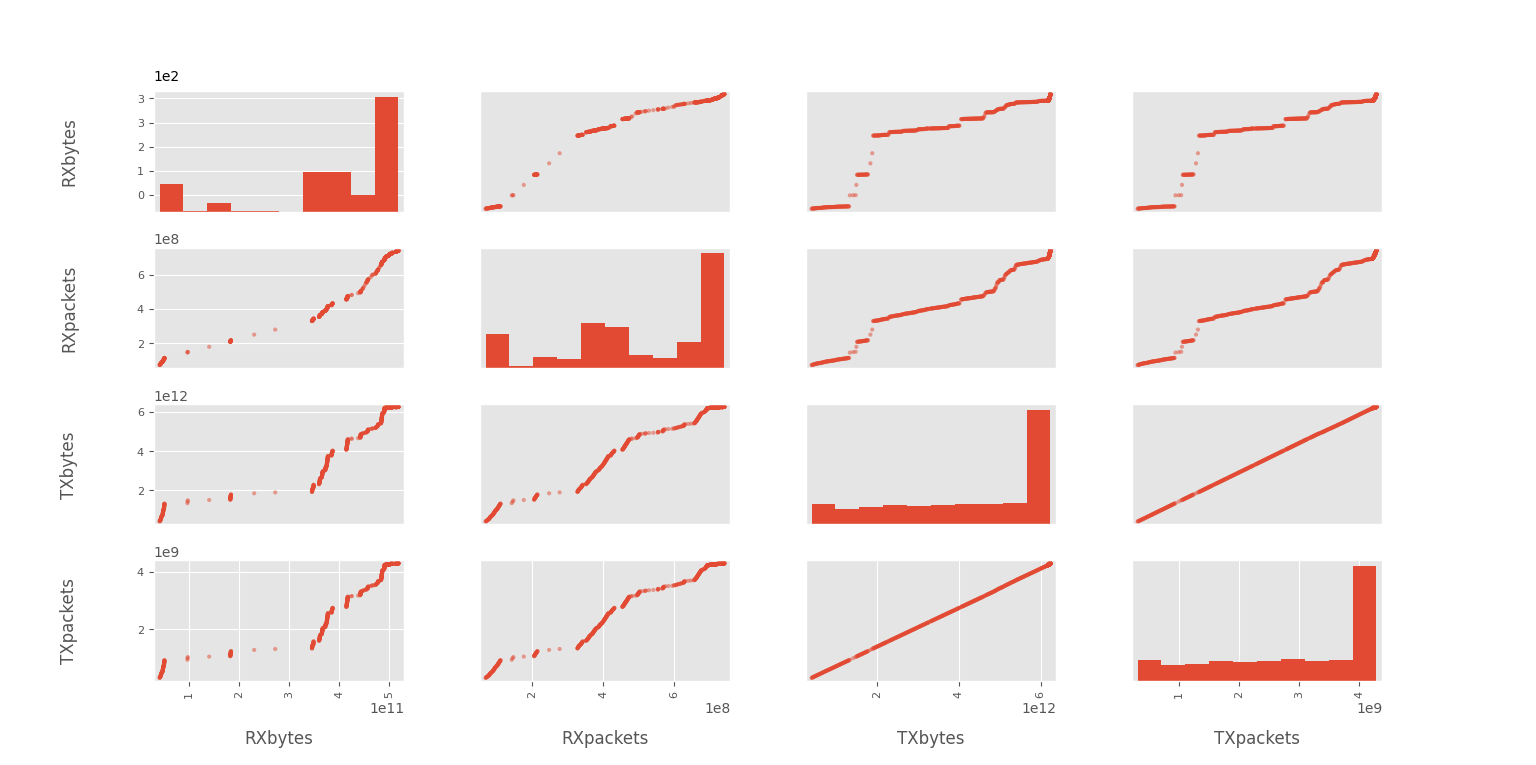 1e2
3
3
2
1
0
RXbytes
1e8
6
4
2
RXpackets
1e12
6
4
2
TXbytes
1e9
4
2
TXpackets
1 2 3 4 5
2 4 6
2 4 6
1 2 3 4
1e11 1e8 1e12 1e9
RXbytes RXpackets TXbytes TXpackets